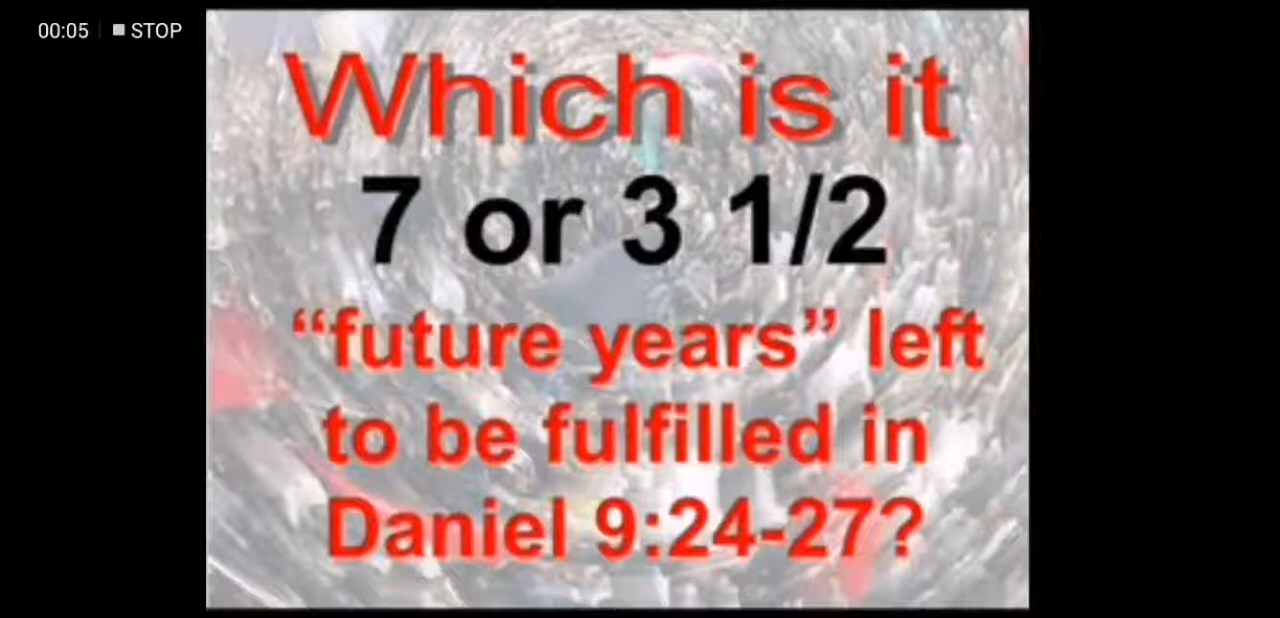 00:05 STOP
Which is it
7 or 3 1/2
“future years” left
to be fulfilled in
Daniel 9:24-27?